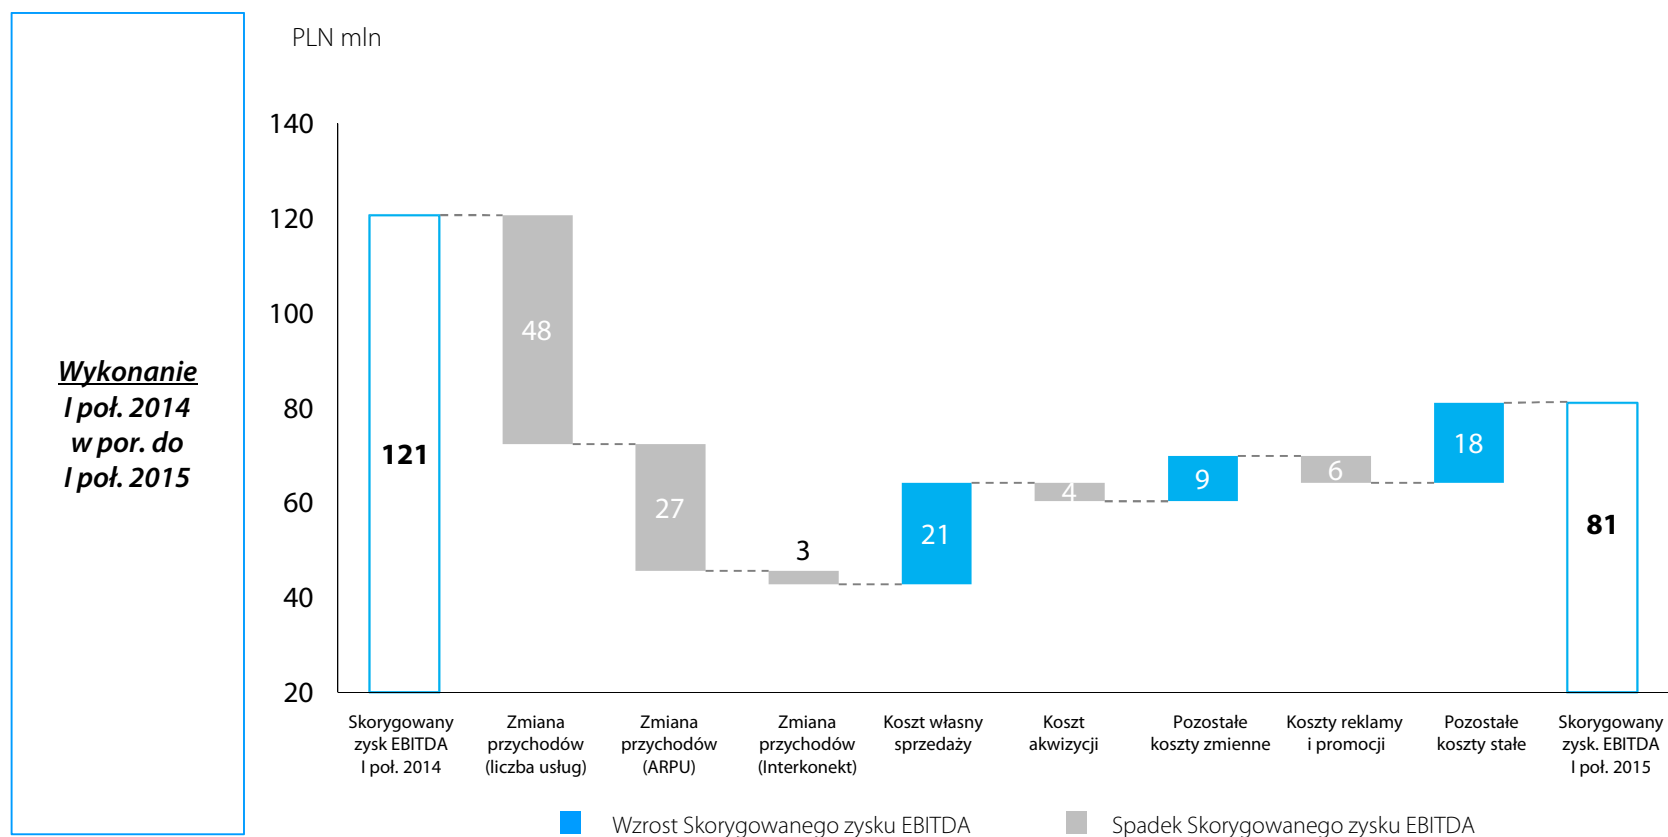 PLN mln
Wykonanie
I poł. 2014
w por. do
I poł. 2015
140
120
100
80
60
40
20
121
48
27
3
21
4
9
6
18
81
Skorygowany
zysk EBITDA
I poł. 2014
Zmiana
przychodów
(liczba usług)
Zmiana
przychodów
(ARPU)
Zmiana
przychodów
(Interkonekt)
Koszt własny
sprzedaży
Koszt
akwizycji
Pozostałe
koszty zmienne
Koszty reklamy
i promocji
Pozostałe
koszty stałe
Skorygowany
zysk. EBITDA
I poł. 2015
Wzrost Skorygowanego zysku EBITDA
Spadek Skorygowanego zysku EBITDA